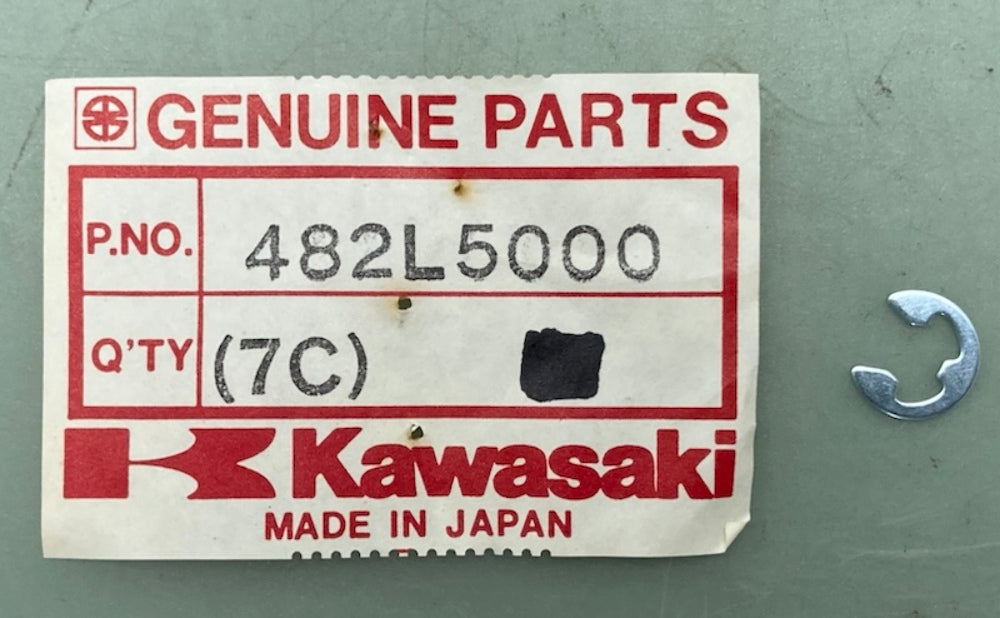 GENUINE PARTS
P.NO. 482L5000
Q'TY (7C)
Kawasaki
MADE IN JAPAN